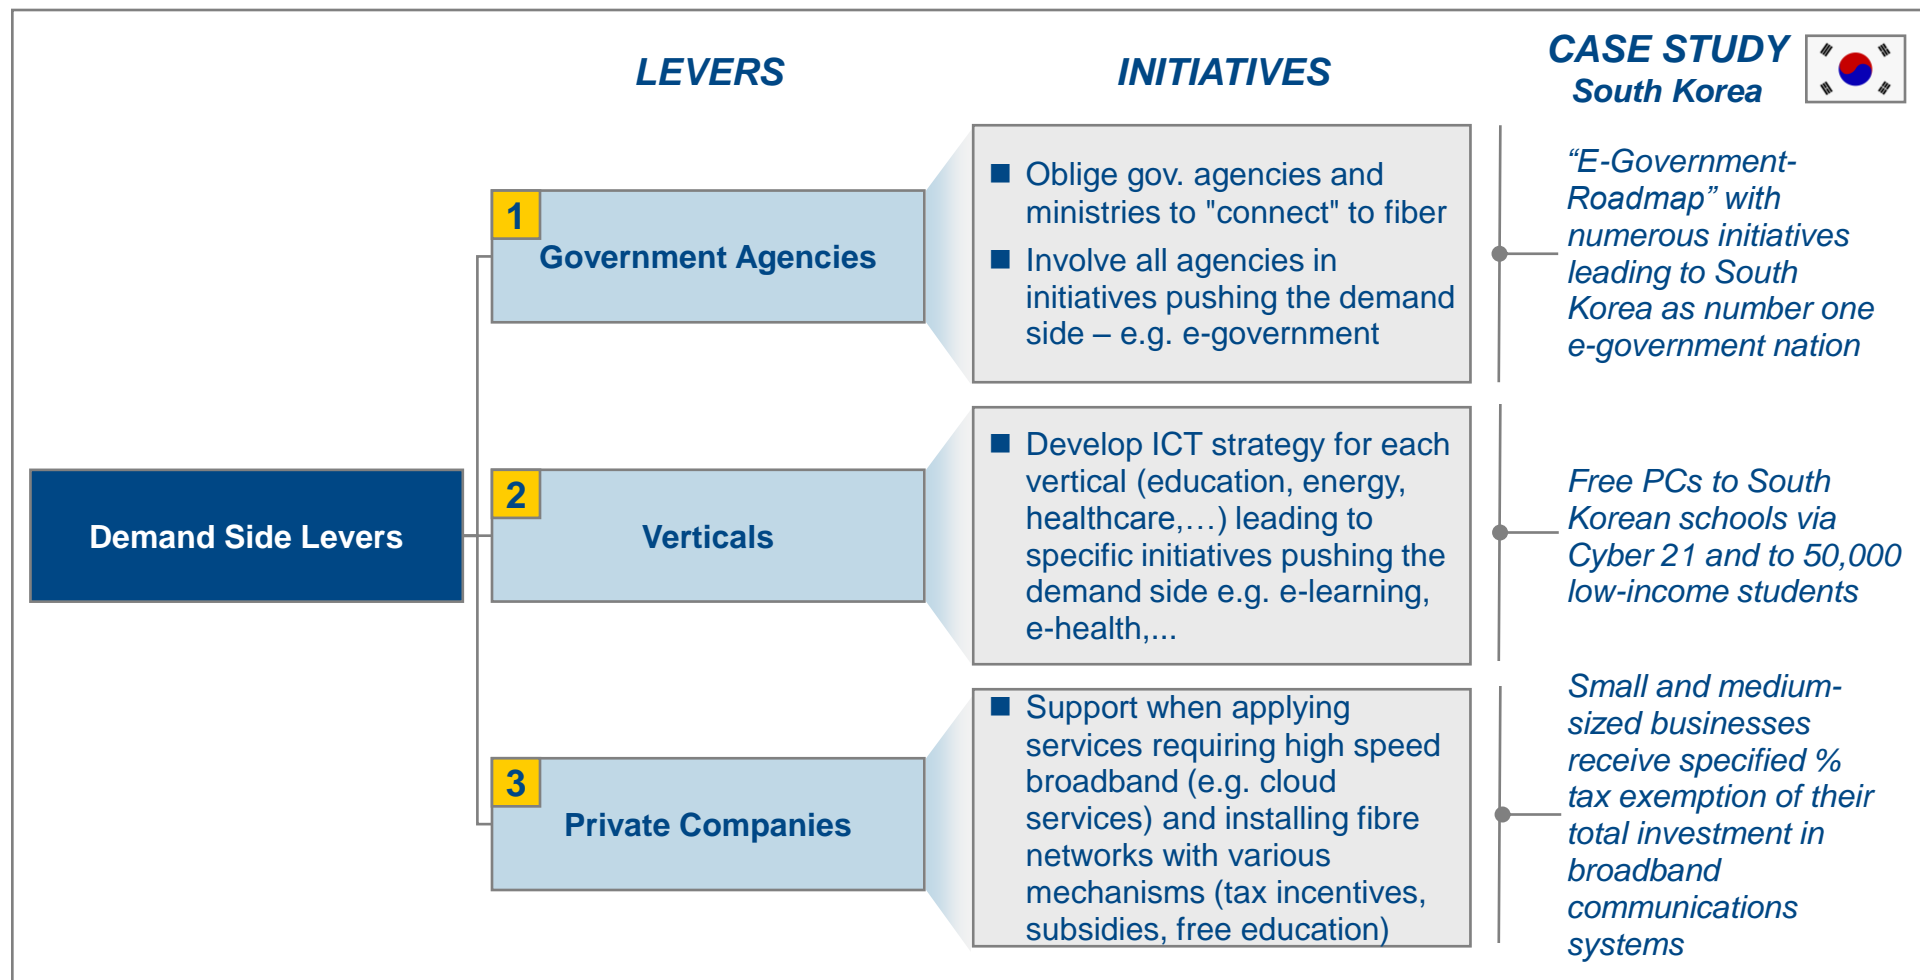 LEVERS
INITIATIVES
CASE STUDY
South Korea
Demand Side Levers
1
Government Agencies
■ Oblige gov. agencies and
ministries to "connect" to fiber
■ Involve all agencies in
initiatives pushing the demand
side – e.g. e-government
“E-Government-
Roadmap” with
numerous initiatives
leading to South
Korea as number one
e-government nation
2
Verticals
■ Develop ICT strategy for each
vertical (education, energy,
healthcare,…) leading to
specific initiatives pushing the
demand side e.g. e-learning,
e-health,...
Free PCs to South
Korean schools via
Cyber 21 and to 50,000
low-income students
3
Private Companies
■ Support when applying
services requiring high speed
broadband (e.g. cloud
services) and installing fibre
networks with various
mechanisms (tax incentives,
subsidies, free education)
Small and medium-
sized businesses
receive specified %
tax exemption of their
total investment in
broadband
communications
systems